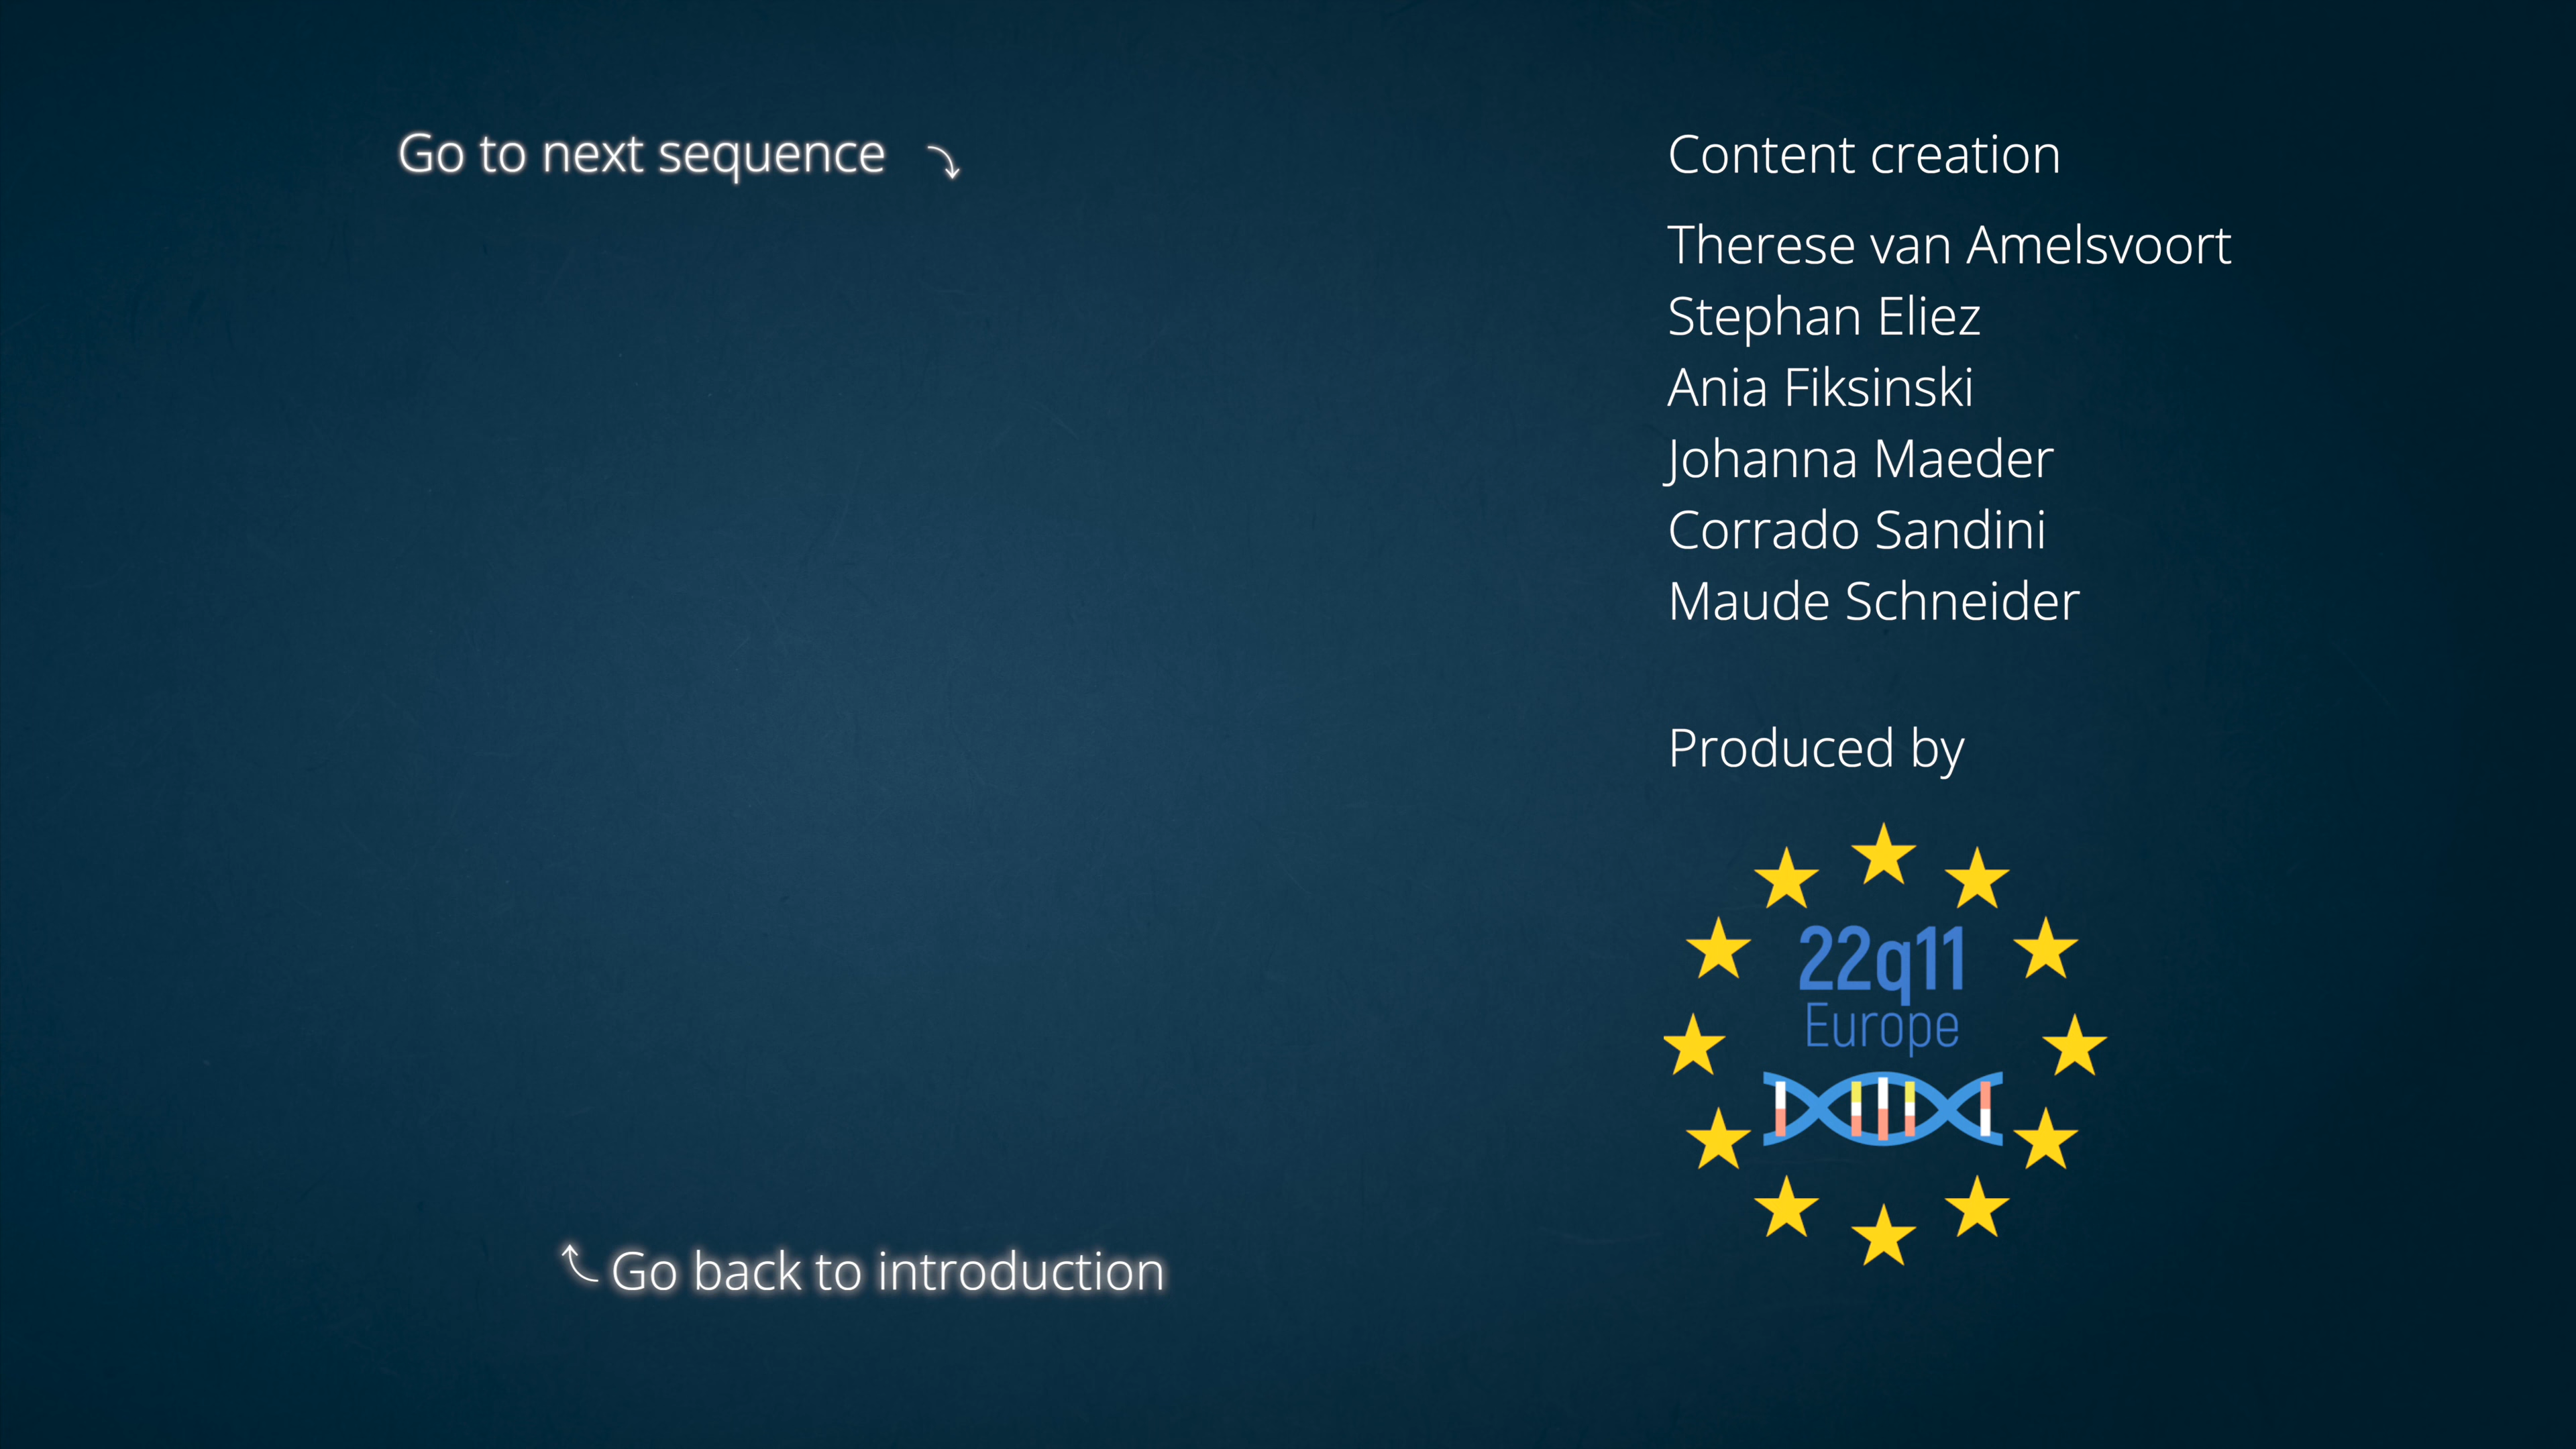 Go to next sequence
Content creation
Therese van Amelsvoort
Stephan Eliez
Ania Fiksinski
Johanna Maeder
Corrado Sandini
Maude Schneider
Produced by
22q11
Europe
Go back to introduction